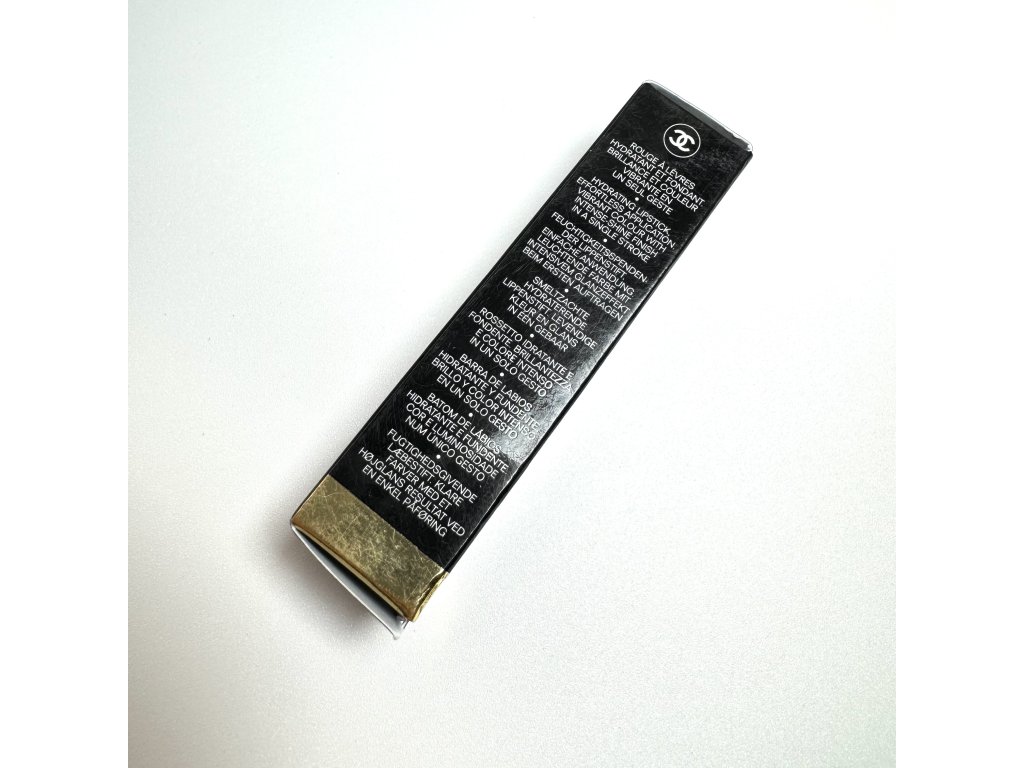 ROUGE À LÈVRES
HYDRATANT ET FONDANT
BRILLANCE ET COULEUR
VIBRANTE EN
UN SEUL GESTE
•
HYDRATING LIPSTICK
EFFORTLESS APPLICATION
VIBRANT COLOUR WITH
INTENSE SHINE FINISH
IN A SINGLE STROKE
•
FEUCHTIGKEITSSPENDEN-
DER LIPPENSTIFT,
EINFACHE ANWENDUNG
LEUCHTENDE FARBE MIT
INTENSIVEM GLANZEFFEKT
BEIM ERSTEN AUFTRAGEN
•
SMELTZACHTE
HYDRATERENDE
LIPPENSTIFT, LEVENDIGE
KLEUR EN GLANS
IN ÉÉN GEBAAR
•
ROSSETTO IDRATANTE E
FONDENTE. BRILLANTEZZA
E COLORE INTENSO
IN UN SOLO GESTO
•
BARRA DE LABIOS
HIDRATANTE Y FUNDENTE
BRILLO Y COLOR INTENSO
EN UN SOLO GESTO
•
BATOM DE LÁBIOS
HIDRATANTE E FUNDENTE
COR E LUMINOSIDADE
NUM ÚNICO GESTO
•
FUGTIGHEDSGIVENDE
LÆBESTIFT, KLARE
FARVER MED ET
HØJGLANS RESULTAT VED
EN ENKEL PÅFØRING